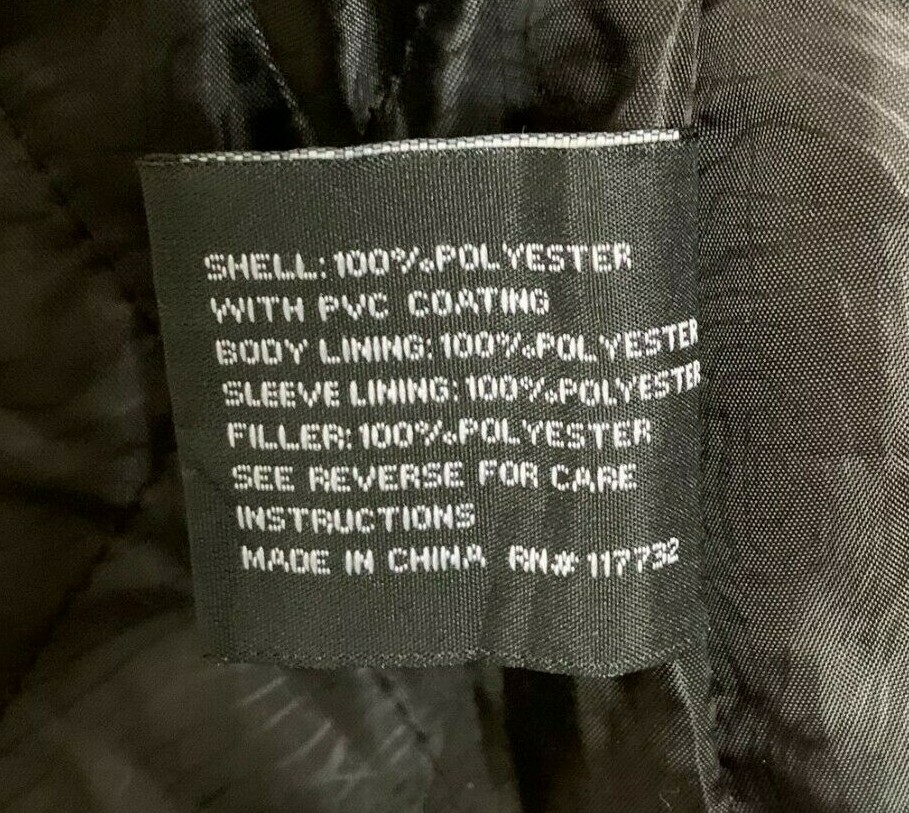 SHELL:100%POLYESTER
WITH PVC COATING
BODY LINING:100%POLYESTER
SLEEVE LINING:100%POLYESTER
FILLER:100%POLYESTER
SEE REVERSE FOR CARE
INSTRUCTIONS
MADE IN CHINA RN# 117732